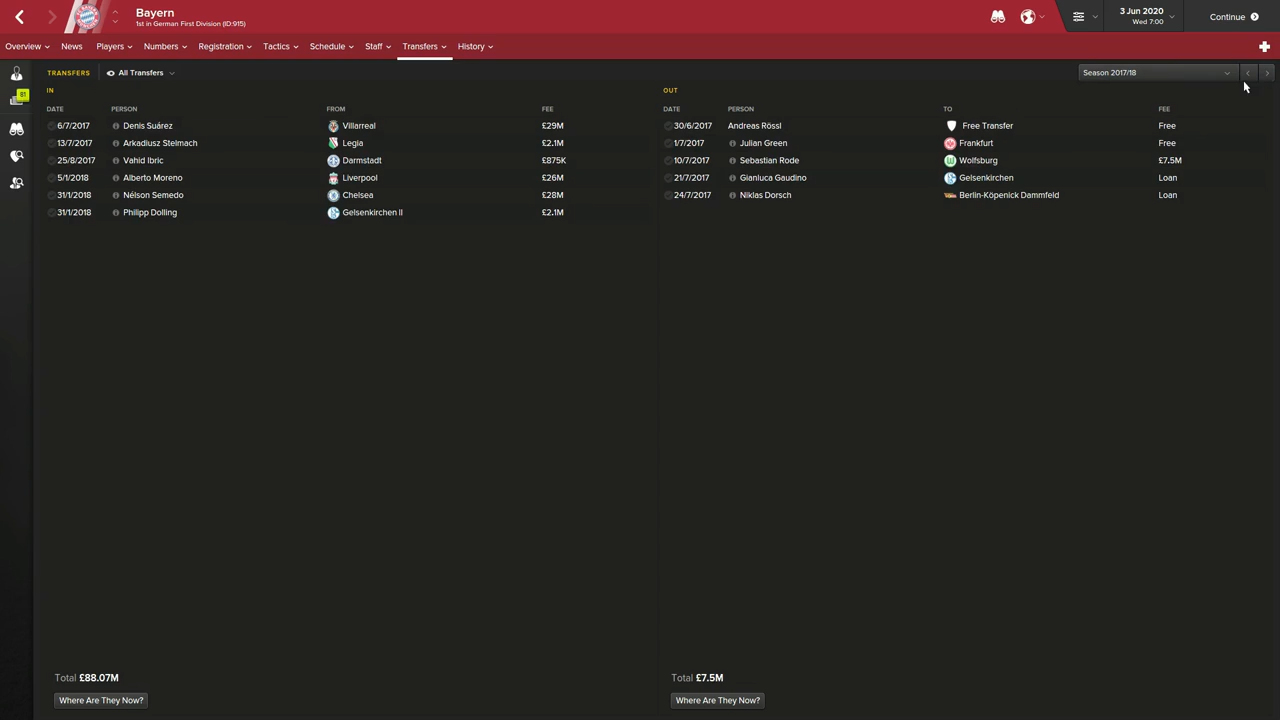 Bayern
1st in German First Division (ID:915)
3 Jun 2020
Wed 7:00
Continue
Overview News Players Numbers Registration Tactics Schedule Staff Transfers History
81
TRANSFERS All Transfers Season 2017/18
IN
DATE PERSON FROM FEE
6/7/2017 Denis Suárez Villarreal £29M
13/7/2017 Arkadiusz Stelmach Legia £2.1M
25/8/2017 Vahid Ibric Darmstadt £875K
5/1/2018 Alberto Moreno Liverpool £26M
31/1/2018 Nélson Semedo Chelsea £28M
31/1/2018 Philipp Dolling Gelsenkirchen II £2.1M
Total £88.07M
Where Are They Now?
OUT
DATE PERSON TO FEE
30/6/2017 Andreas Rössl Free Transfer Free
1/7/2017 Julian Green Frankfurt Free
10/7/2017 Sebastian Rode Wolfsburg £7.5M
21/7/2017 Gianluca Gaudino Gelsenkirchen Loan
24/7/2017 Niklas Dorsch Berlin-Köpenick Dammfeld Loan
Total £7.5M
Where Are They Now?